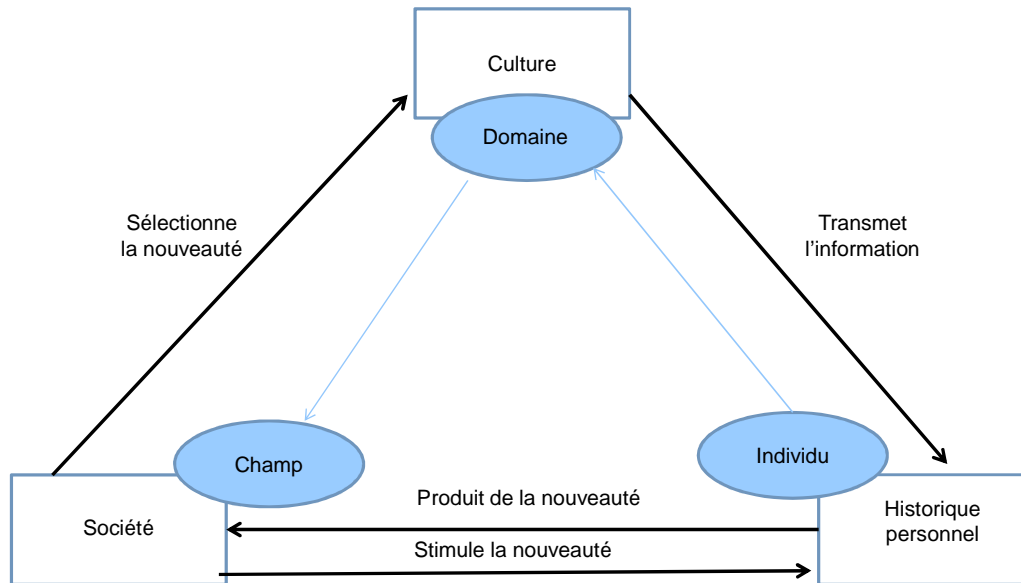 Culture
Domaine
Sélectionne
la nouveauté
Transmet
l’information
Champ
Individu
Produit de la nouveauté
Société
Historique
personnel
Stimule la nouveauté